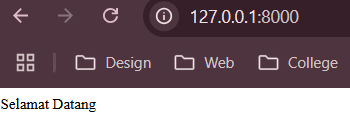 127.0.0.1:8000
Design Web College
Selamat Datang